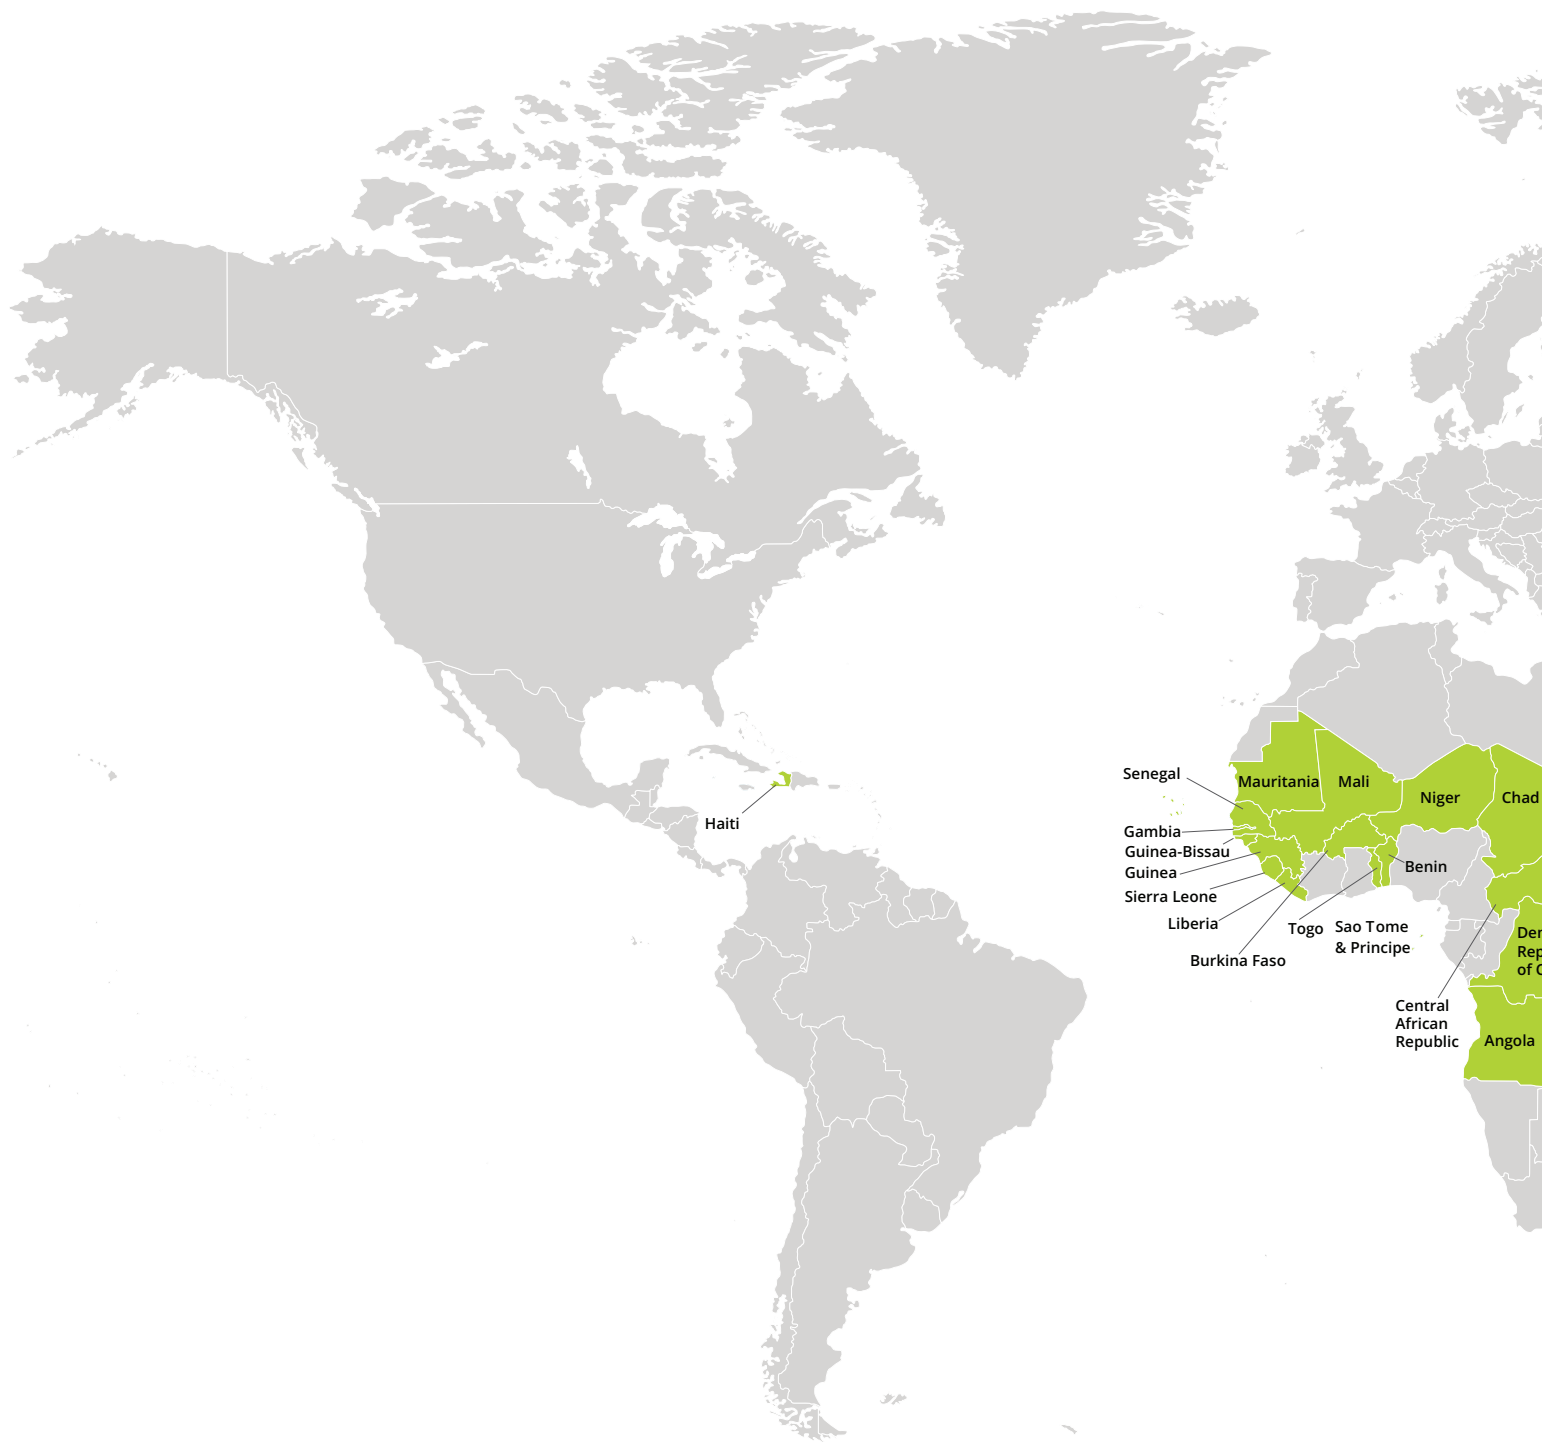 Senegal
Mauritania
Mali
Niger
Chad
Haiti
Gambia
Guinea-Bissau
Guinea
Sierra Leone
Liberia
Burkina Faso
Togo
Benin
Sao Tome
& Principe
Central
African
Republic
Angola
of